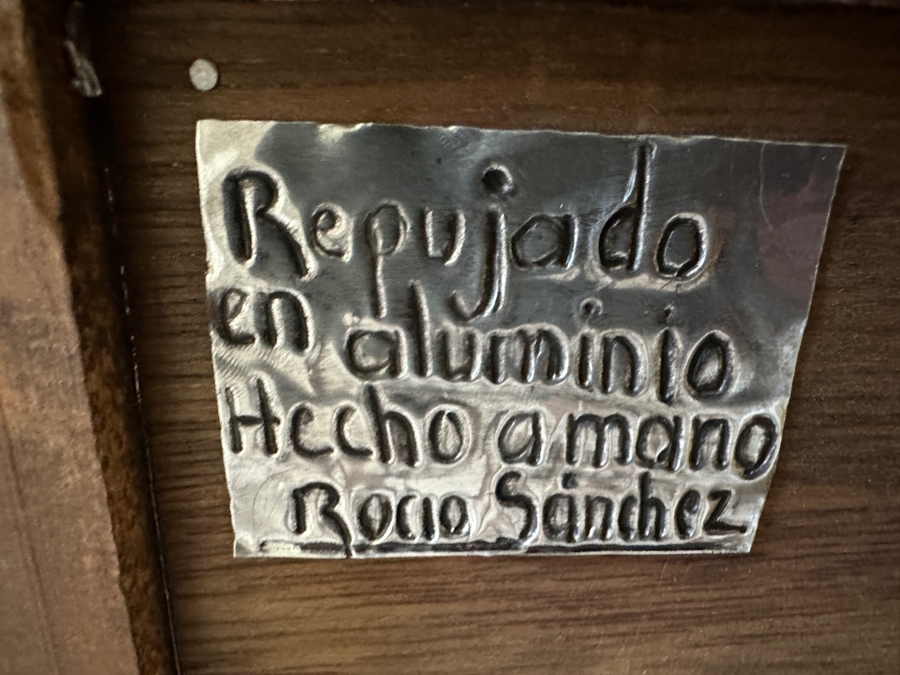 Repujado
en aluminio
Hecho a mano
Rocio Sánchez